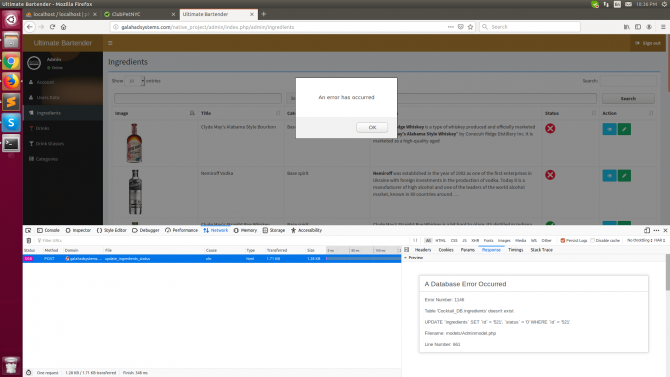 Ultimate Bartender - Mozilla Firefox
10:36 PM
localhost / localhost / p
ClubPetNYC
Ultimate Bartender
galahadsystems.com/native_project/admin/index.php/admin/ingredients
Search
Ultimate Bartender
Sign out
Admin
Online
Account
Users Data
Ingredients
Drinks
Drink Glasses
Categories
Ingredients
Show 10 entries
Search:
Search
Image
Title
Status
Action
Clyde May's Alabama Style Bourbon
Whiskey is a type of whiskey produced and officially marketed
Alabama Style Whiskey" by Conecuh Ridge Distillery Inc. It is
marketed as a high-quality aged
Nemiroff Vodka
Base spirit
Nemiroff was established in the year of 1992 as one of the first enterprises in
Ukraine with foreign investments in the production of vodka. Today it is a
manufacturer of high alcohol and one of the leaders of the world alcohol
market, known in 80 countries around
An error has occurred
OK
Console
Inspector
Style Editor
Debugger
Performance
Network
Memory
Storage
Accessibility
Filter URLs
All HTML CSS JS XHR Fonts Images Media WS Other
Persist Logs
Disable cache
No throttling
HAR
Status
Method
Domain
File
Cause
Type
Transferred
Size
500
POST
galahadsystems...
update_ingredients_status
xhr
html
1.71 KB
1.28 KB
Headers
Cookies
Params
Response
Timings
Stack Trace
Preview
A Database Error Occurred
Error Number: 1146
Table 'Cocktail_DB.ingredients' doesn't exist
UPDATE `ingredients` SET `id` = '521', `status` = '0' WHERE `id` = '521'
Filename: models/Adminmodel.php
Line Number: 663
One request
1.28 KB / 1.71 KB transferred
Finish: 346 ms